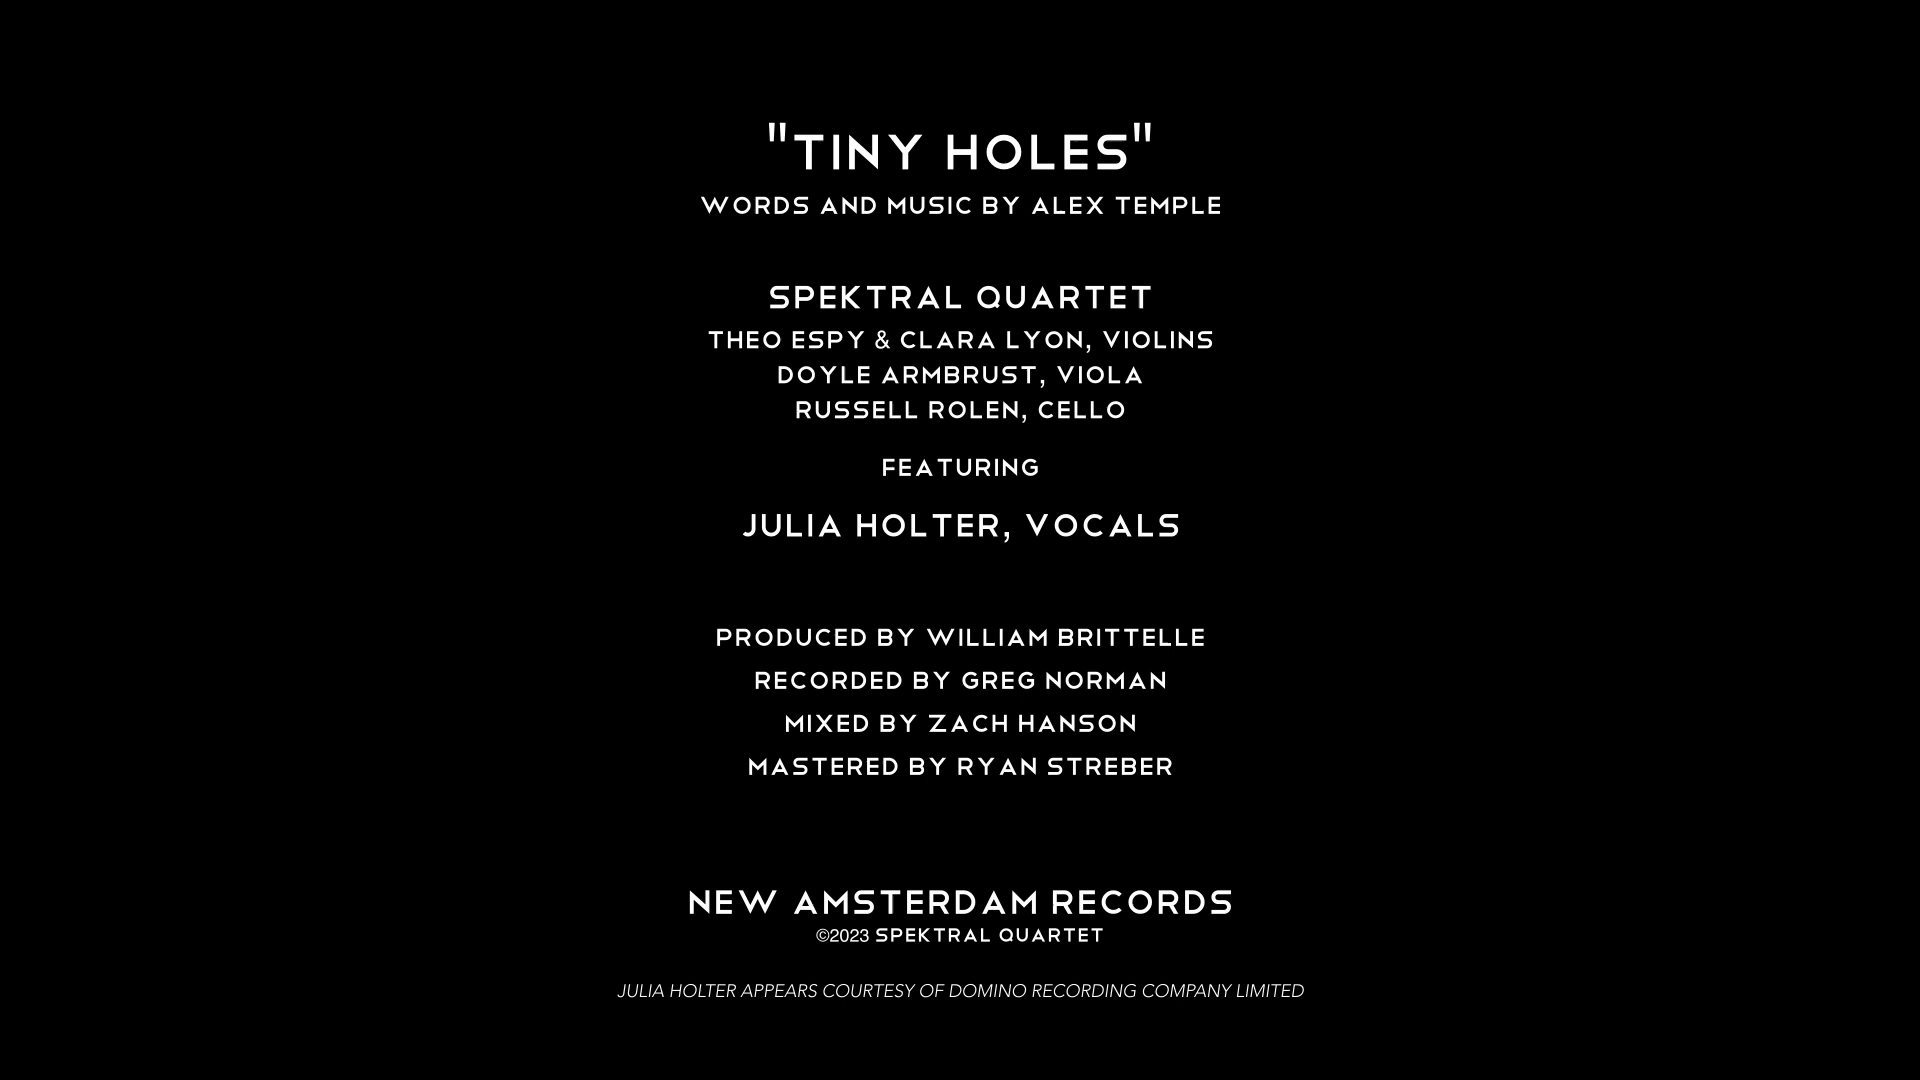 "TINY HOLES"
WORDS AND MUSIC BY ALEX TEMPLE
SPEKTRAL QUARTET
THEO ESPY & CLARA LYON, VIOLINS
DOYLE ARMBRUST, VIOLA
RUSSELL ROLEN, CELLO
FEATURING
JULIA HOLTER, VOCALS
PRODUCED BY WILLIAM BRITTELLE
RECORDED BY GREG NORMAN
MIXED BY ZACH HANSON
MASTERED BY RYAN STREBER
NEW AMSTERDAM RECORDS
©2023 SPEKTRAL QUARTET
JULIA HOLTER APPEARS COURTESY OF DOMINO RECORDING COMPANY LIMITED